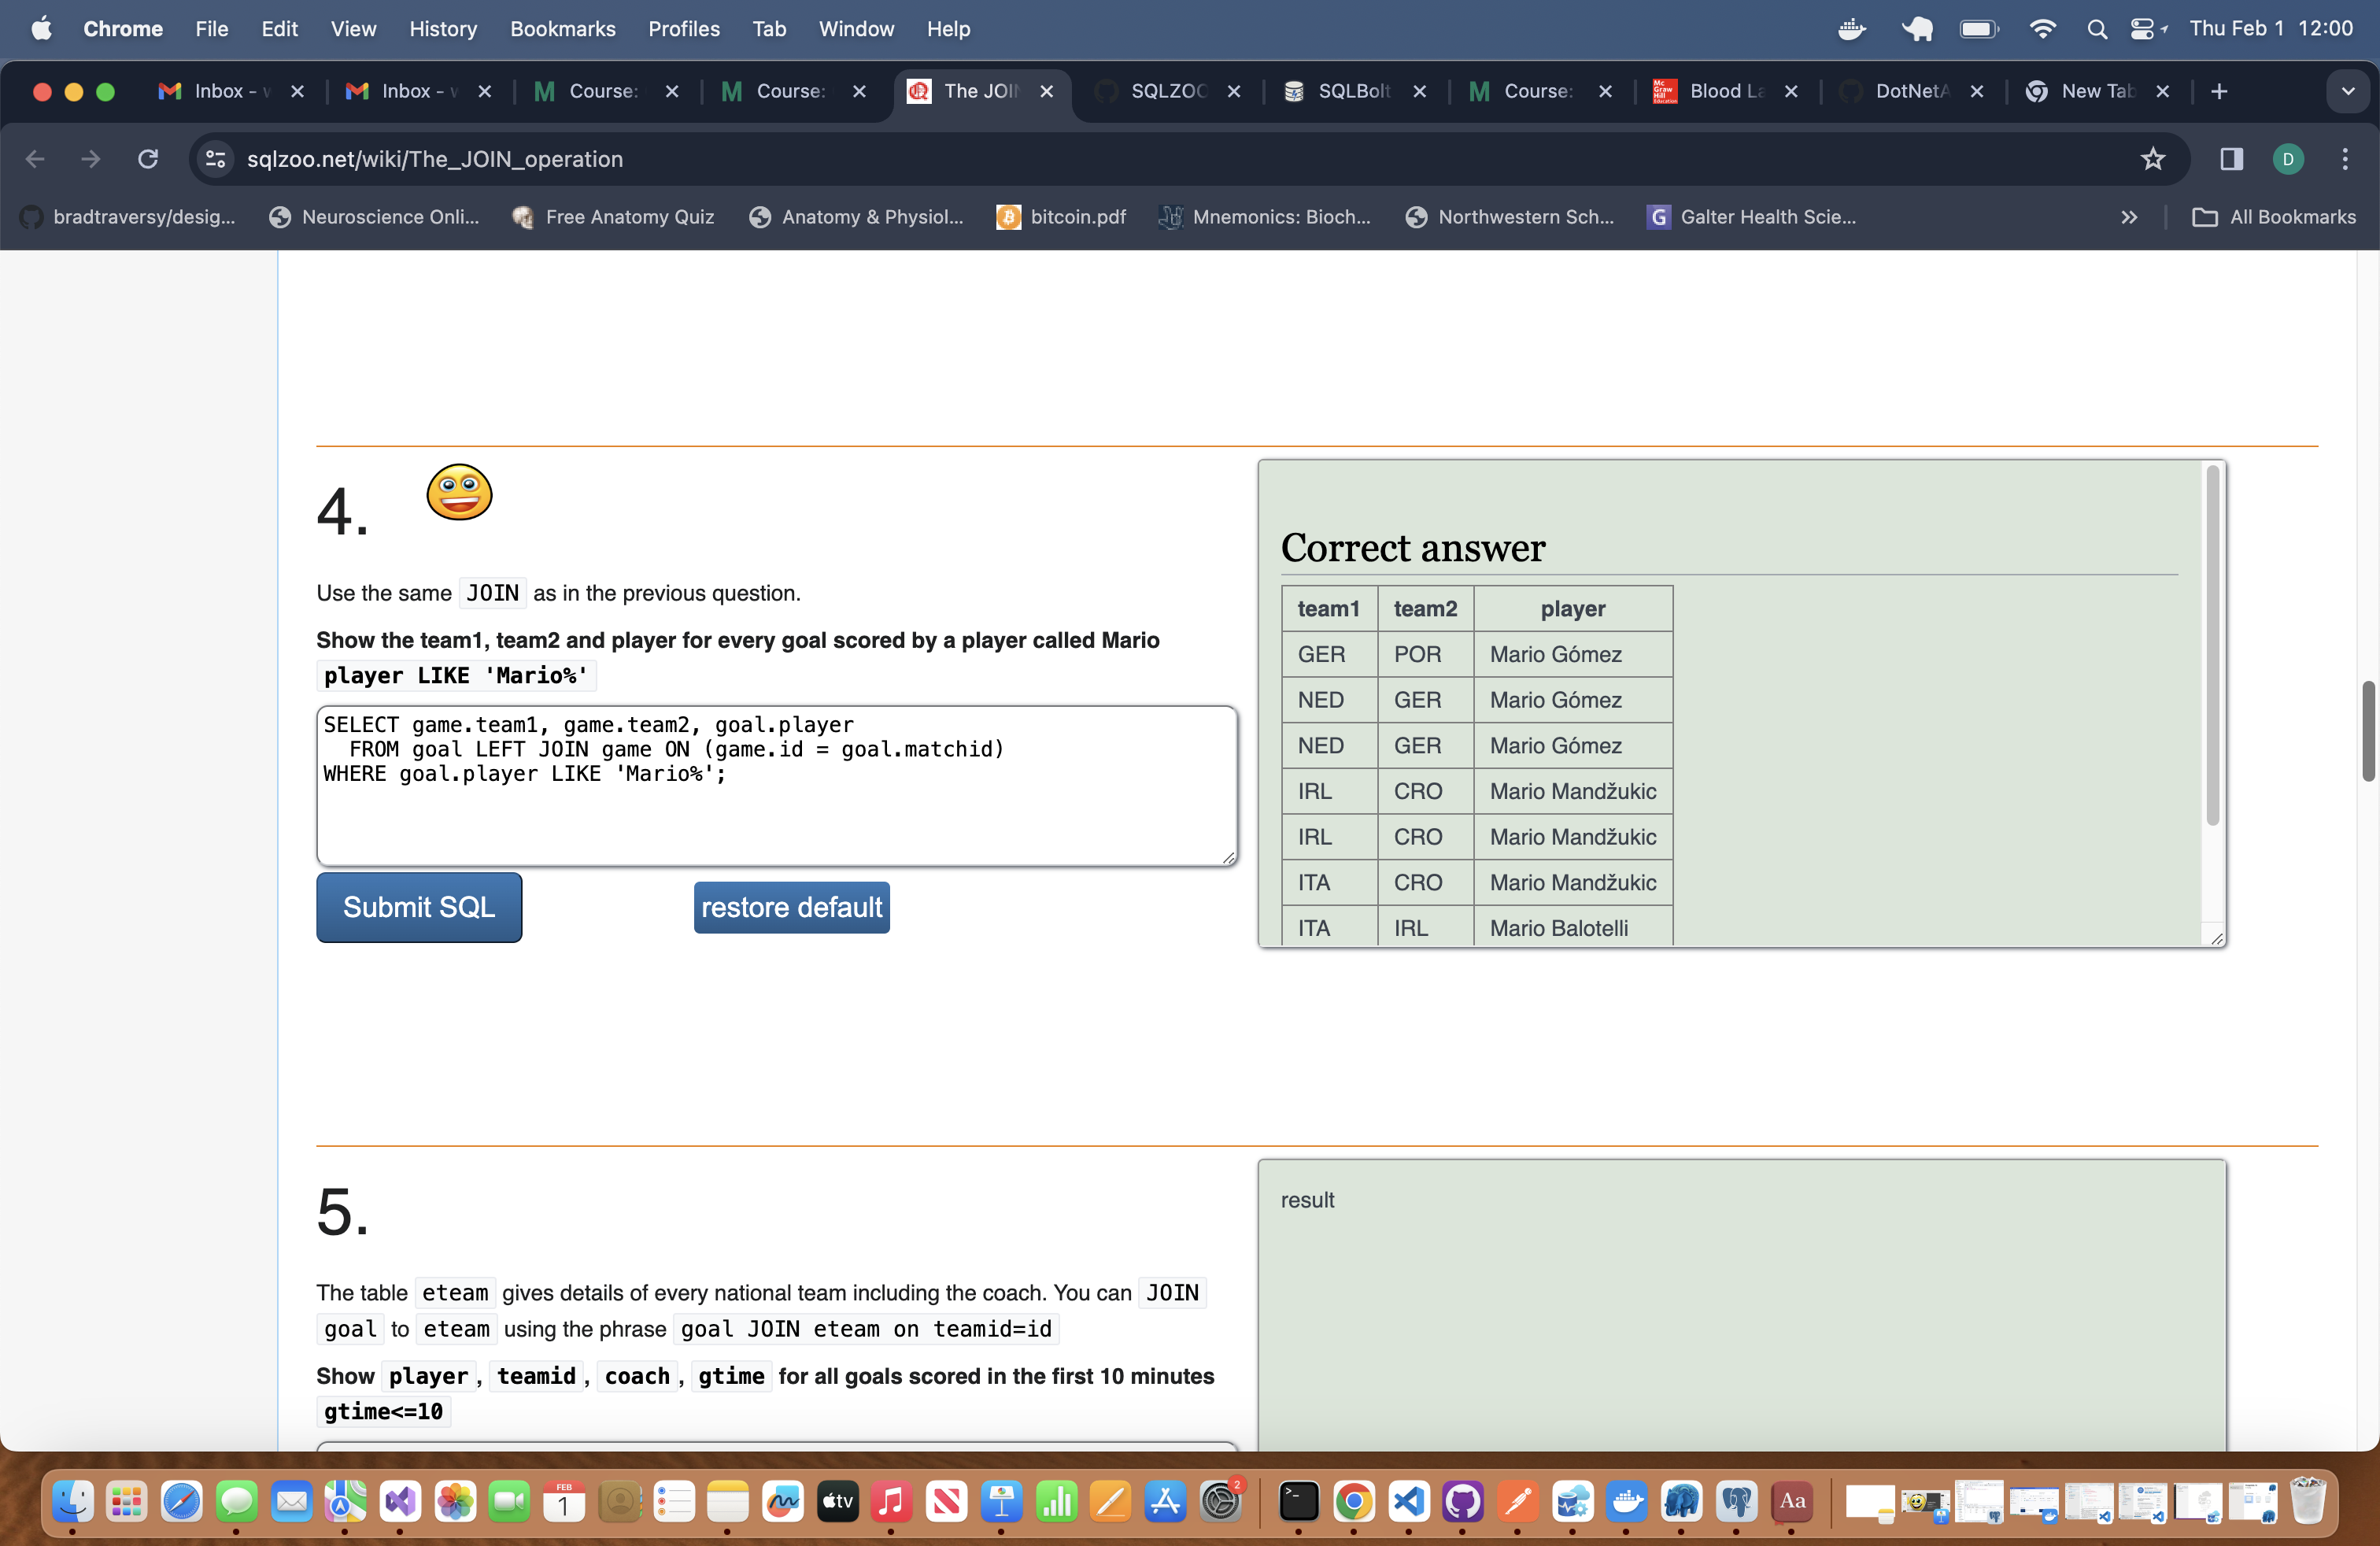 Chrome File Edit View History Bookmarks Profiles Tab Window Help Thu Feb 1 12:00
Inbox - Inbox - Course: Course: The JOI SQLZOO SQLBolt Course: Blood La DotNetA New Tab
sqlzoo.net/wiki/The_JOIN_operation D
bradtraversy/desig... Neuroscience Onli... Free Anatomy Quiz Anatomy & Physiol... bitcoin.pdf Mnemonics: Bioch... Northwestern Sch... G Galter Health Scie... » All Bookmarks
4.
Use the same JOIN as in the previous question.
Show the team1, team2 and player for every goal scored by a player called Mario
player LIKE 'Mario%'
SELECT game.team1, game.team2, goal.player
FROM goal LEFT JOIN game ON (game.id = goal.matchid)
WHERE goal.player LIKE 'Mario%';
Submit SQL restore default
Correct answer
team1 team2 player
GER POR Mario Gómez
NED GER Mario Gómez
NED GER Mario Gómez
IRL CRO Mario Mandžukic
IRL CRO Mario Mandžukic
ITA CRO Mario Mandžukic
ITA IRL Mario Balotelli
5.
The table eteam gives details of every national team including the coach. You can JOIN
goal to eteam using the phrase goal JOIN eteam on teamid=id
Show player, teamid, coach, gtime for all goals scored in the first 10 minutes
gtime<=10
result
FEB
1
tv
2
Aa